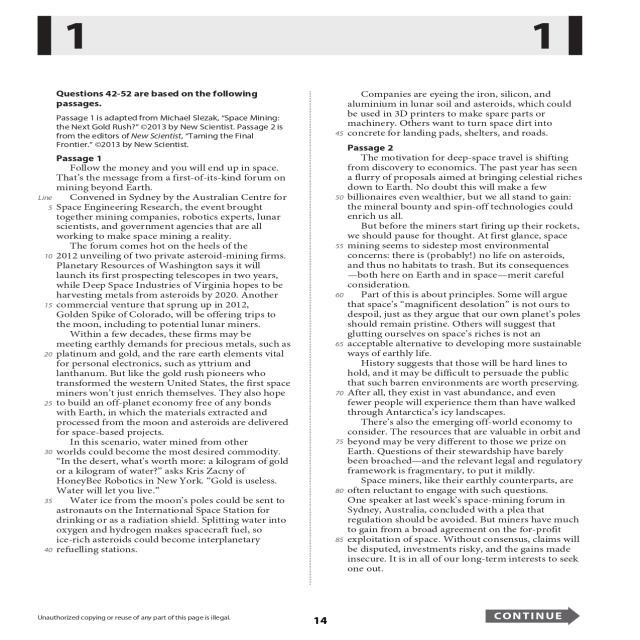 1
1
Questions 42-52 are based on the following
passages.
Passage 1 is adapted from Michael Slezak, "Space Mining:
the Next Gold Rush?" ©2013 by New Scientist. Passage 2 is
from the editors of New Scientist, "Taming the Final
Frontier." ©2013 by New Scientist.
Passage 1
Follow the money and you will end up in space.
That's the message from a first-of-its-kind forum on
mining beyond Earth.
Line Convened in Sydney by the Australian Centre for
5 Space Engineering Research, the event brought
together mining companies, robotics experts, lunar
scientists, and government agencies that are all
working to make space mining a reality.
The forum comes hot on the heels of the
10 2012 unveiling of two private asteroid-mining firms.
Planetary Resources of Washington says it will
launch its first prospecting telescopes in two years,
while Deep Space Industries of Virginia hopes to be
harvesting metals from asteroids by 2020. Another
15 commercial venture that sprung up in 2012,
Golden Spike of Colorado, will be offering trips to
the moon, including to potential lunar miners.
Within a few decades, these firms may be
meeting earthly demands for precious metals, such as
20 platinum and gold, and the rare earth elements vital
for personal electronics, such as yttrium and
lanthanum. But like the gold rush pioneers who
transformed the western United States, the first space
miners won't just enrich themselves. They also hope
25 to build an off-planet economy free of any bonds
with Earth, in which the materials extracted and
processed from the moon and asteroids are delivered
for space-based projects.
In this scenario, water mined from other
30 worlds could become the most desired commodity.
"In the desert, what's worth more: a kilogram of gold
or a kilogram of water?" asks Kris Zacny of
HoneyBee Robotics in New York. "Gold is useless.
Water will let you live."
35 Water ice from the moon's poles could be sent to
astronauts on the International Space Station for
drinking or as a radiation shield. Splitting water into
oxygen and hydrogen makes spacecraft fuel, so
ice-rich asteroids could become interplanetary
40 refuelling stations.
Companies are eyeing the iron, silicon, and
aluminium in lunar soil and asteroids, which could
be used in 3D printers to make spare parts or
machinery. Others want to turn space dirt into
45 concrete for landing pads, shelters, and roads.
Passage 2
The motivation for deep-space travel is shifting
from discovery to economics. The past year has seen
a flurry of proposals aimed at bringing celestial riches
down to Earth. No doubt this will make a few
50 billionaires even wealthier, but we all stand to gain:
the mineral bounty and spin-off technologies could
enrich us all.
But before the miners start firing up their rockets,
we should pause for thought. At first glance, space
55 mining seems to sidestep most environmental
concerns: there is (probably!) no life on asteroids,
and thus no habitats to trash. But its consequences
—both here on Earth and in space—merit careful
consideration.
60 Part of this is about principles. Some will argue
that space's "magnificent desolation" is not ours to
despoil, just as they argue that our own planet's poles
should remain pristine. Others will suggest that
glutting ourselves on space's riches is not an
65 acceptable alternative to developing more sustainable
ways of earthly life.
History suggests that those will be hard lines to
hold, and it may be difficult to persuade the public
that such barren environments are worth preserving.
70 After all, they exist in vast abundance, and even
fewer people will experience them than have walked
through Antarctica's icy landscapes.
There's also the emerging off-world economy to
consider. The resources that are valuable in orbit and
75 beyond may be very different to those we prize on
Earth. Questions of their stewardship have barely
been broached—and the relevant legal and regulatory
framework is fragmentary, to put it mildly.
Space miners, like their earthly counterparts, are
80 often reluctant to engage with such questions.
One speaker at last week's space-mining forum in
Sydney, Australia, concluded with a plea that
regulation should be avoided. But miners have much
to gain from a broad agreement on the for-profit
85 exploitation of space. Without consensus, claims will
be disputed, investments risky, and the gains made
insecure. It is in all of our long-term interests to seek
one out.
Unauthorized copying or reuse of any part of this page is illegal.
14
CONTINUE